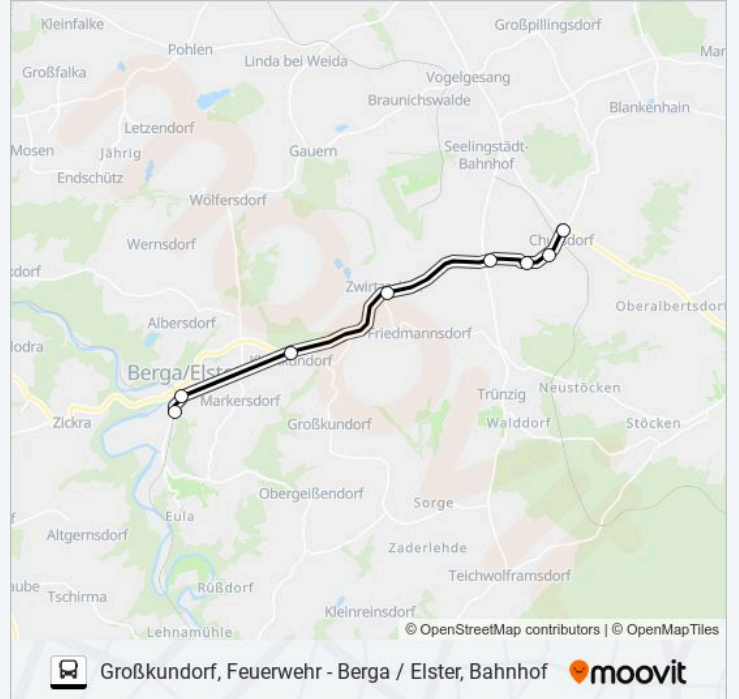 Kleinfalke
Großpillingsdorf
Pohlen
Linda bei Weida
Großfalka
Vogelgesang
Braunichswalde
Blankenhain
Letzendorf
Mosen
Jährig
Gauern
Seelingstädt-
Bahnhof
Endschütz
Wolfersdorf
Wernsdorf
Zwirtz
Oberalbertsdorf
Albersdorf
Friedmannsdorf
Berga/Elster
Trünzig
Neustöcken
Markersdorf
Zickra
Großkundorf
Walddorf
Stöcken
Obergeißendorf
Sorge
Eula
Altgernsdorf
Zaderlehde
Teichwolframsdorf
Rüßdorf
Tschirma
Kleinreinsdorf
Lehnamühle
© OpenStreetMap contributors | © OpenMapTiles
Großkundorf, Feuerwehr - Berga / Elster, Bahnhof
moovit